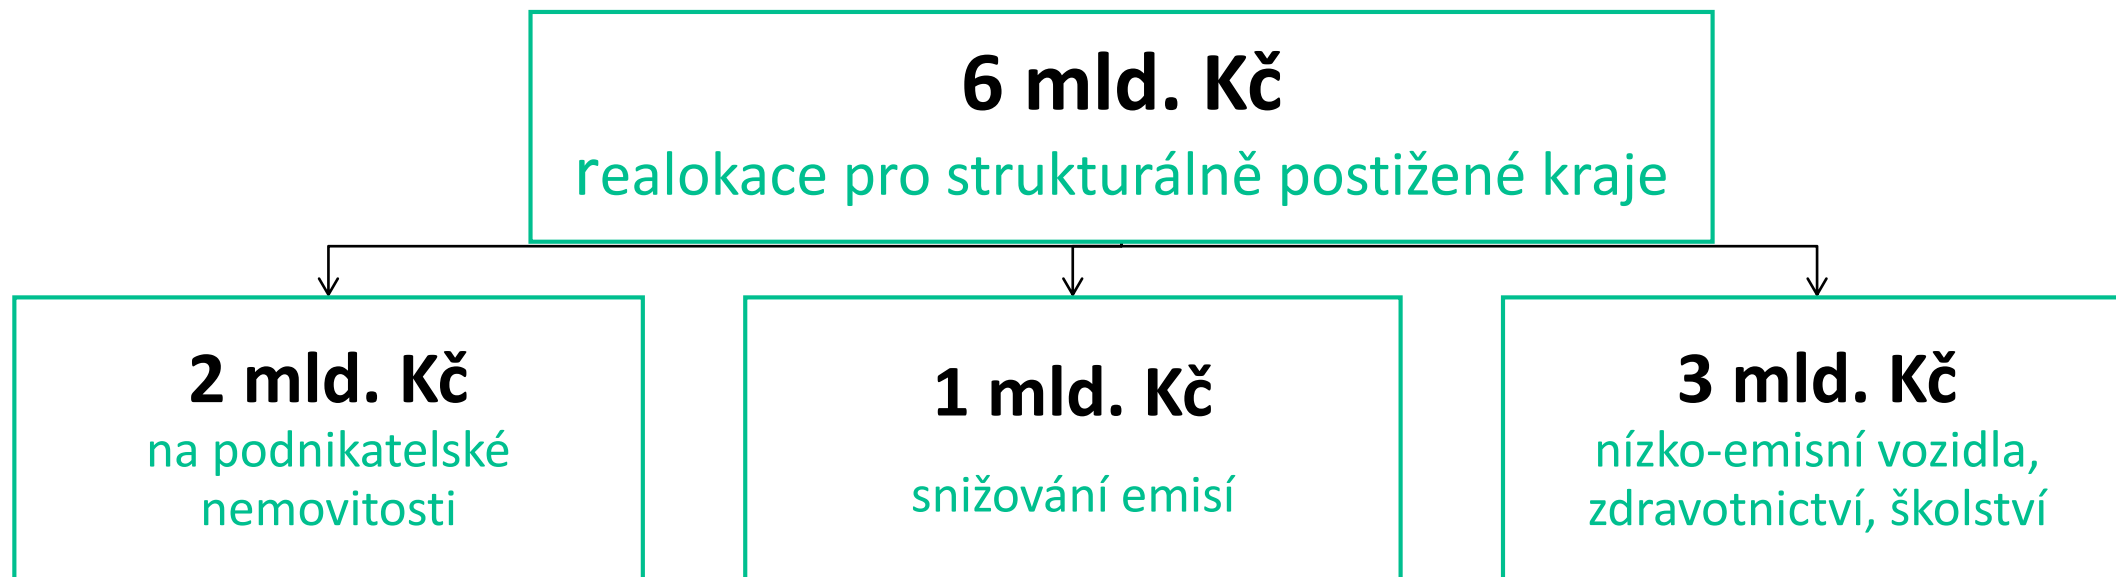 6 mld. Kč
realokace pro strukturálně postižené kraje
2 mld. Kč
na podnikatelské
nemovitosti
1 mld. Kč
snižování emisí
3 mld. Kč
nízko-emisní vozidla,
zdravotnictví, školství